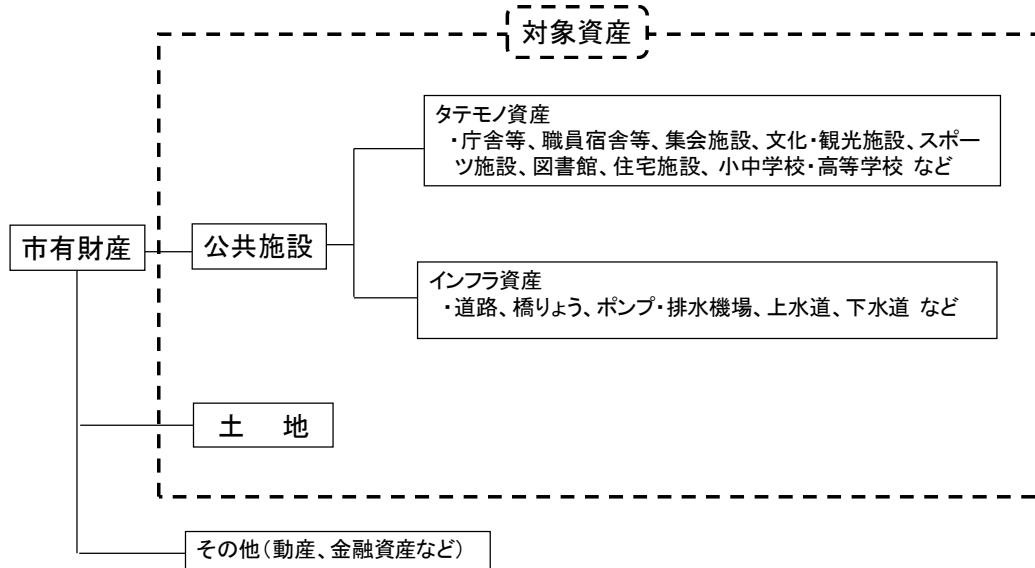 対象資産
タテモノ資産
・庁舎等、職員宿舎等、集会施設、文化・観光施設、スポー
ツ施設、図書館、住宅施設、小中学校・高等学校 など
市有財産
公共施設
インフラ資産
・道路、橋りょう、ポンプ・排水機場、上水道、下水道 など
土 地
その他（動産、金融資産など）